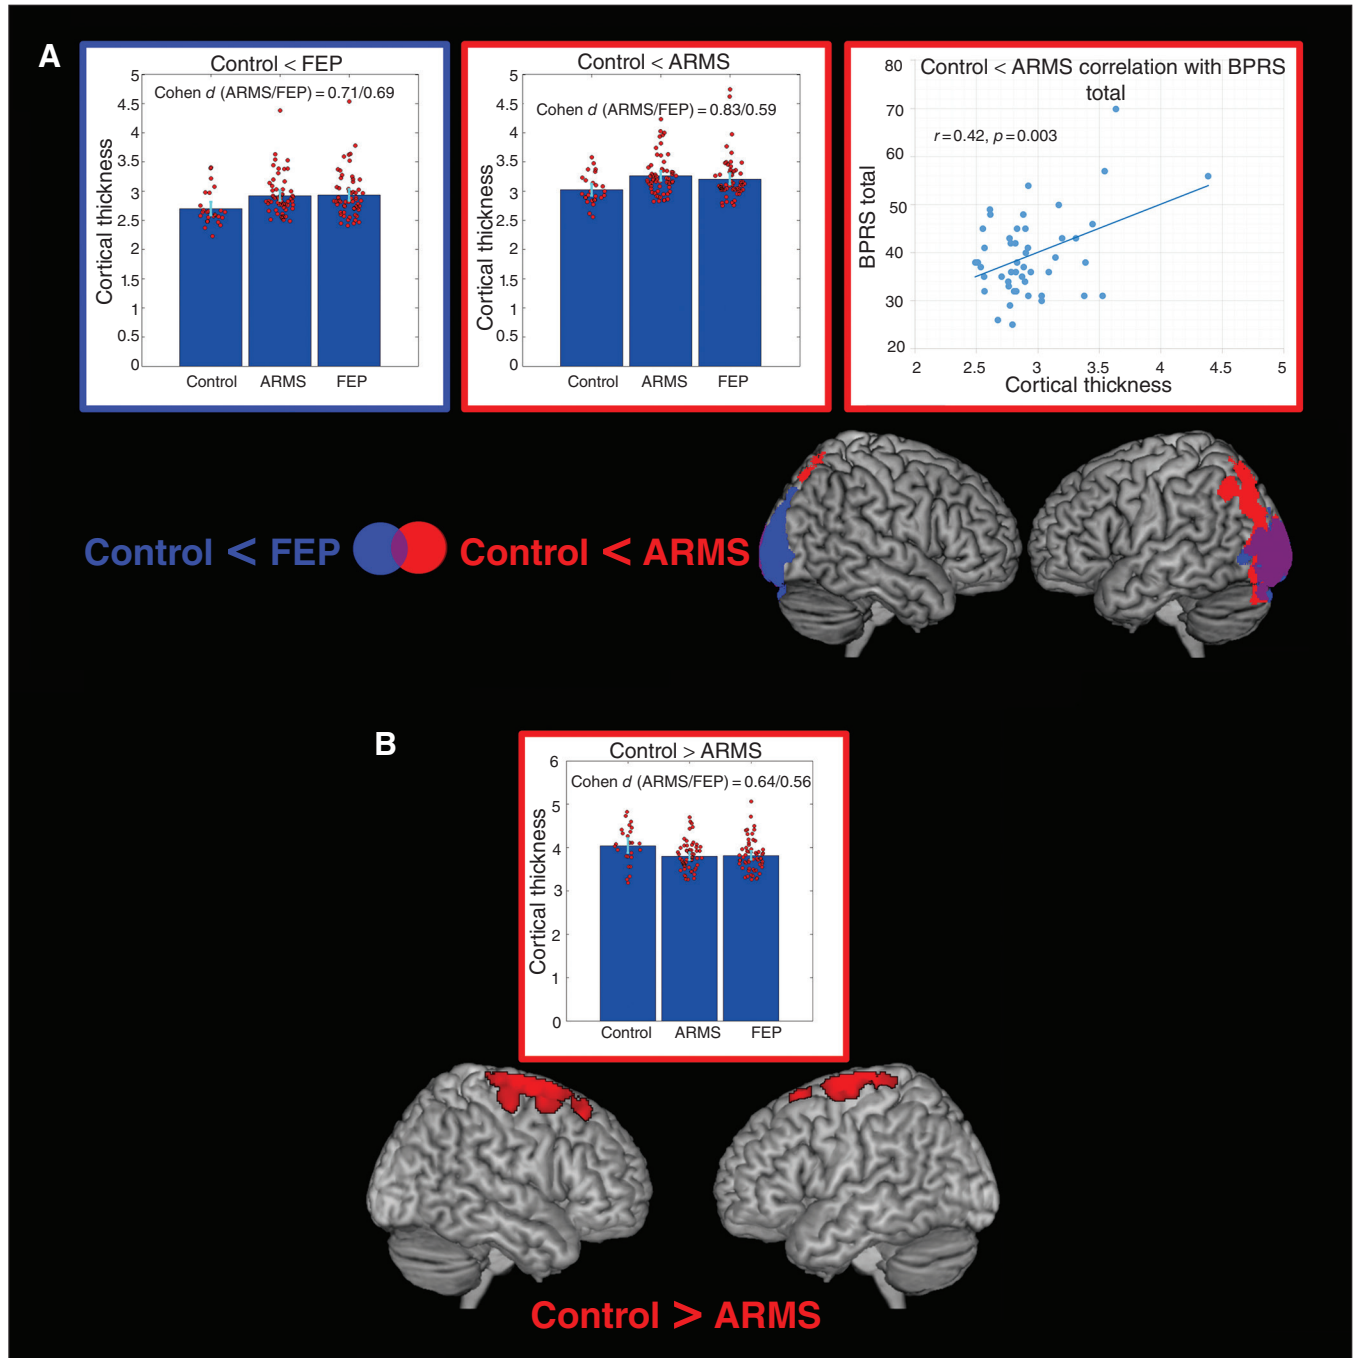 A
Control < FEP
Cohen d (ARMS/FEP) = 0.71/0.69
Cortical thickness
5
4.5
4
3.5
3
2.5
2
1.5
1
0.5
0
Control ARMS FEP
Control < ARMS
Cohen d (ARMS/FEP) = 0.83/0.59
Cortical thickness
5
4.5
4
3.5
3
2.5
2
1.5
1
0.5
0
Control ARMS FEP
Control < ARMS correlation with BPRS
total
r = 0.42, p = 0.003
BPRS total
80
70
60
50
40
30
20
2 2.5 3 3.5 4 4.5 5
Cortical thickness
Control < FEP
Control < ARMS
B
Control > ARMS
Cohen d (ARMS/FEP) = 0.64/0.56
Cortical thickness
6
5
4
3
2
1
0
Control ARMS FEP
Control > ARMS